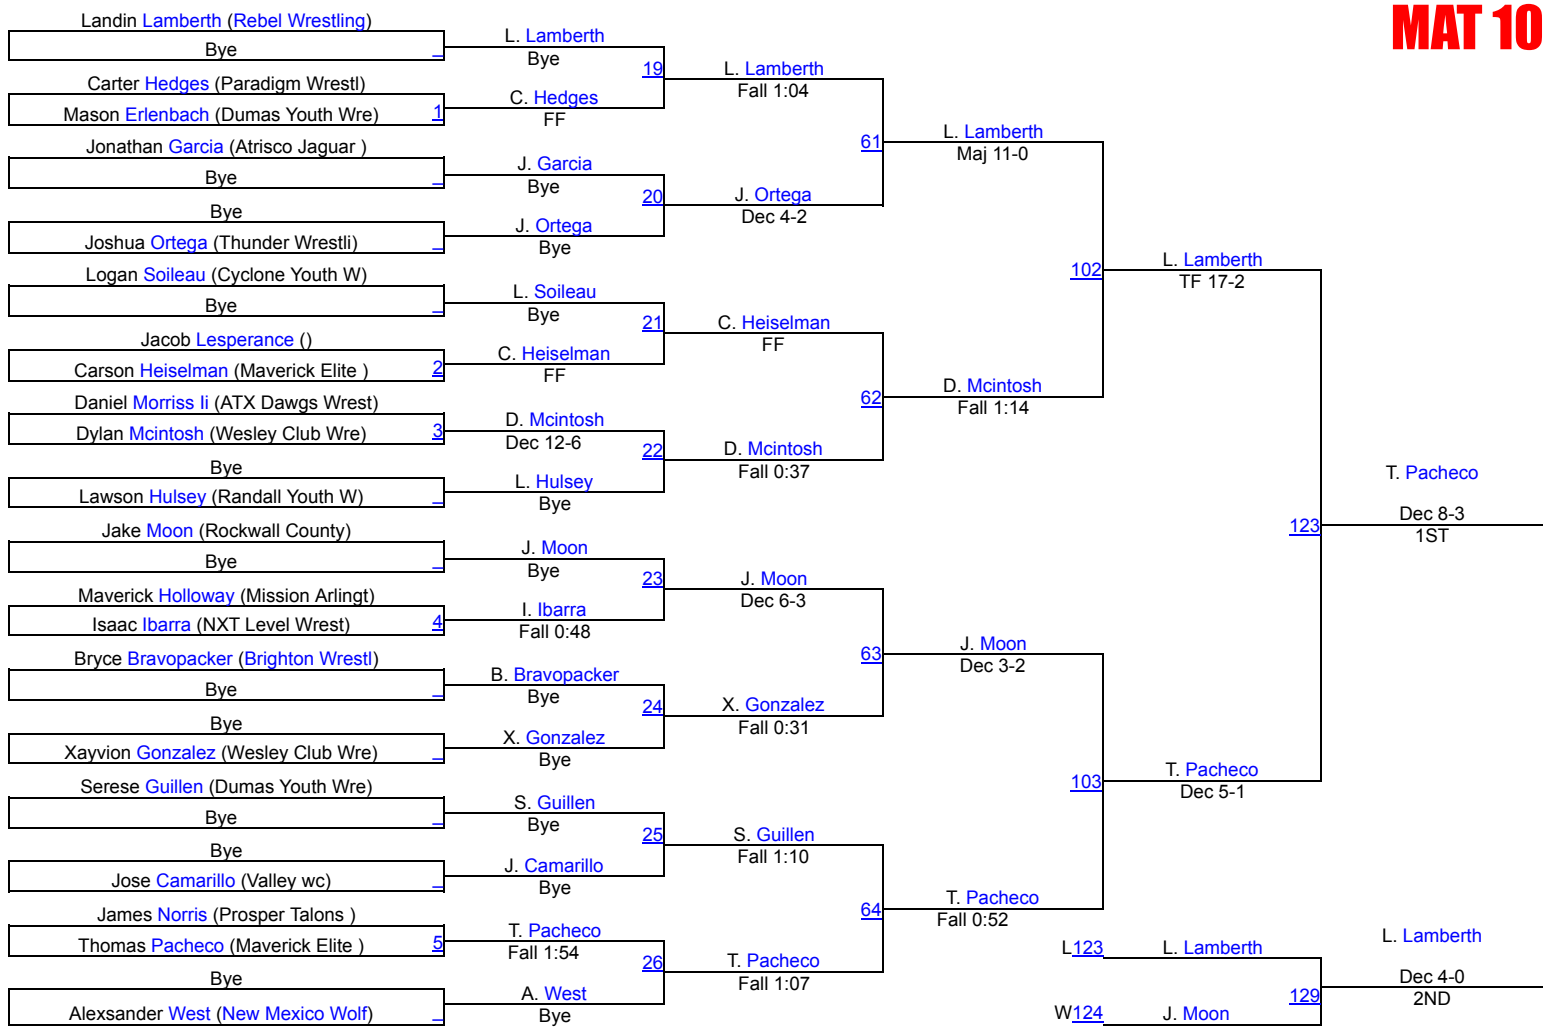 MAT 10
Landin Lamberth (Rebel Wrestling)
Bye
Carter Hedges (Paradigm Wrestl)
Mason Erlenbach (Dumas Youth Wre) 1
Jonathan Garcia (Atrisco Jaguar )
Bye
Bye
Joshua Ortega (Thunder Wrestli)
Logan Soileau (Cyclone Youth W)
Bye
Jacob Lesperance ()
Carson Heiselman (Maverick Elite ) 2
Daniel Morriss Ii (ATX Dawgs Wrest)
Dylan Mcintosh (Wesley Club Wre) 3
Bye
Lawson Hulsey (Randall Youth W)
Jake Moon (Rockwall County)
Bye
Maverick Holloway (Mission Arlingt)
Isaac Ibarra (NXT Level Wrest) 4
Bryce Bravopacker (Brighton Wrestl)
Bye
Bye
Xayvion Gonzalez (Wesley Club Wre)
Serese Guillen (Dumas Youth Wre)
Bye
Bye
Jose Camarillo (Valley wc)
James Norris (Prosper Talons )
Thomas Pacheco (Maverick Elite ) 5
Bye
Alexsander West (New Mexico Wolf)
L. Lamberth
Bye
19
C. Hedges
FF
J. Garcia
Bye
20
J. Ortega
Bye
L. Soileau
Bye
21
C. Heiselman
FF
D. Mcintosh
Dec 12-6
22
L. Hulsey
Bye
J. Moon
Bye
23
I. Ibarra
Fall 0:48
B. Bravopacker
Bye
24
X. Gonzalez
Bye
S. Guillen
Bye
25
J. Camarillo
Bye
T. Pacheco
Fall 1:54
26
A. West
Bye
L. Lamberth
Fall 1:04
61
J. Ortega
Dec 4-2
C. Heiselman
FF
62
D. Mcintosh
Fall 0:37
J. Moon
Dec 6-3
63
X. Gonzalez
Fall 0:31
S. Guillen
Fall 1:10
64
T. Pacheco
Fall 1:07
L. Lamberth
Maj 11-0
102
D. Mcintosh
Fall 1:14
J. Moon
Dec 3-2
103
T. Pacheco
Fall 0:52
L. Lamberth
TF 17-2
123
T. Pacheco
Dec 5-1
T. Pacheco
Dec 8-3
1ST
L123 L. Lamberth
129
W124 J. Moon
L. Lamberth
Dec 4-0
2ND